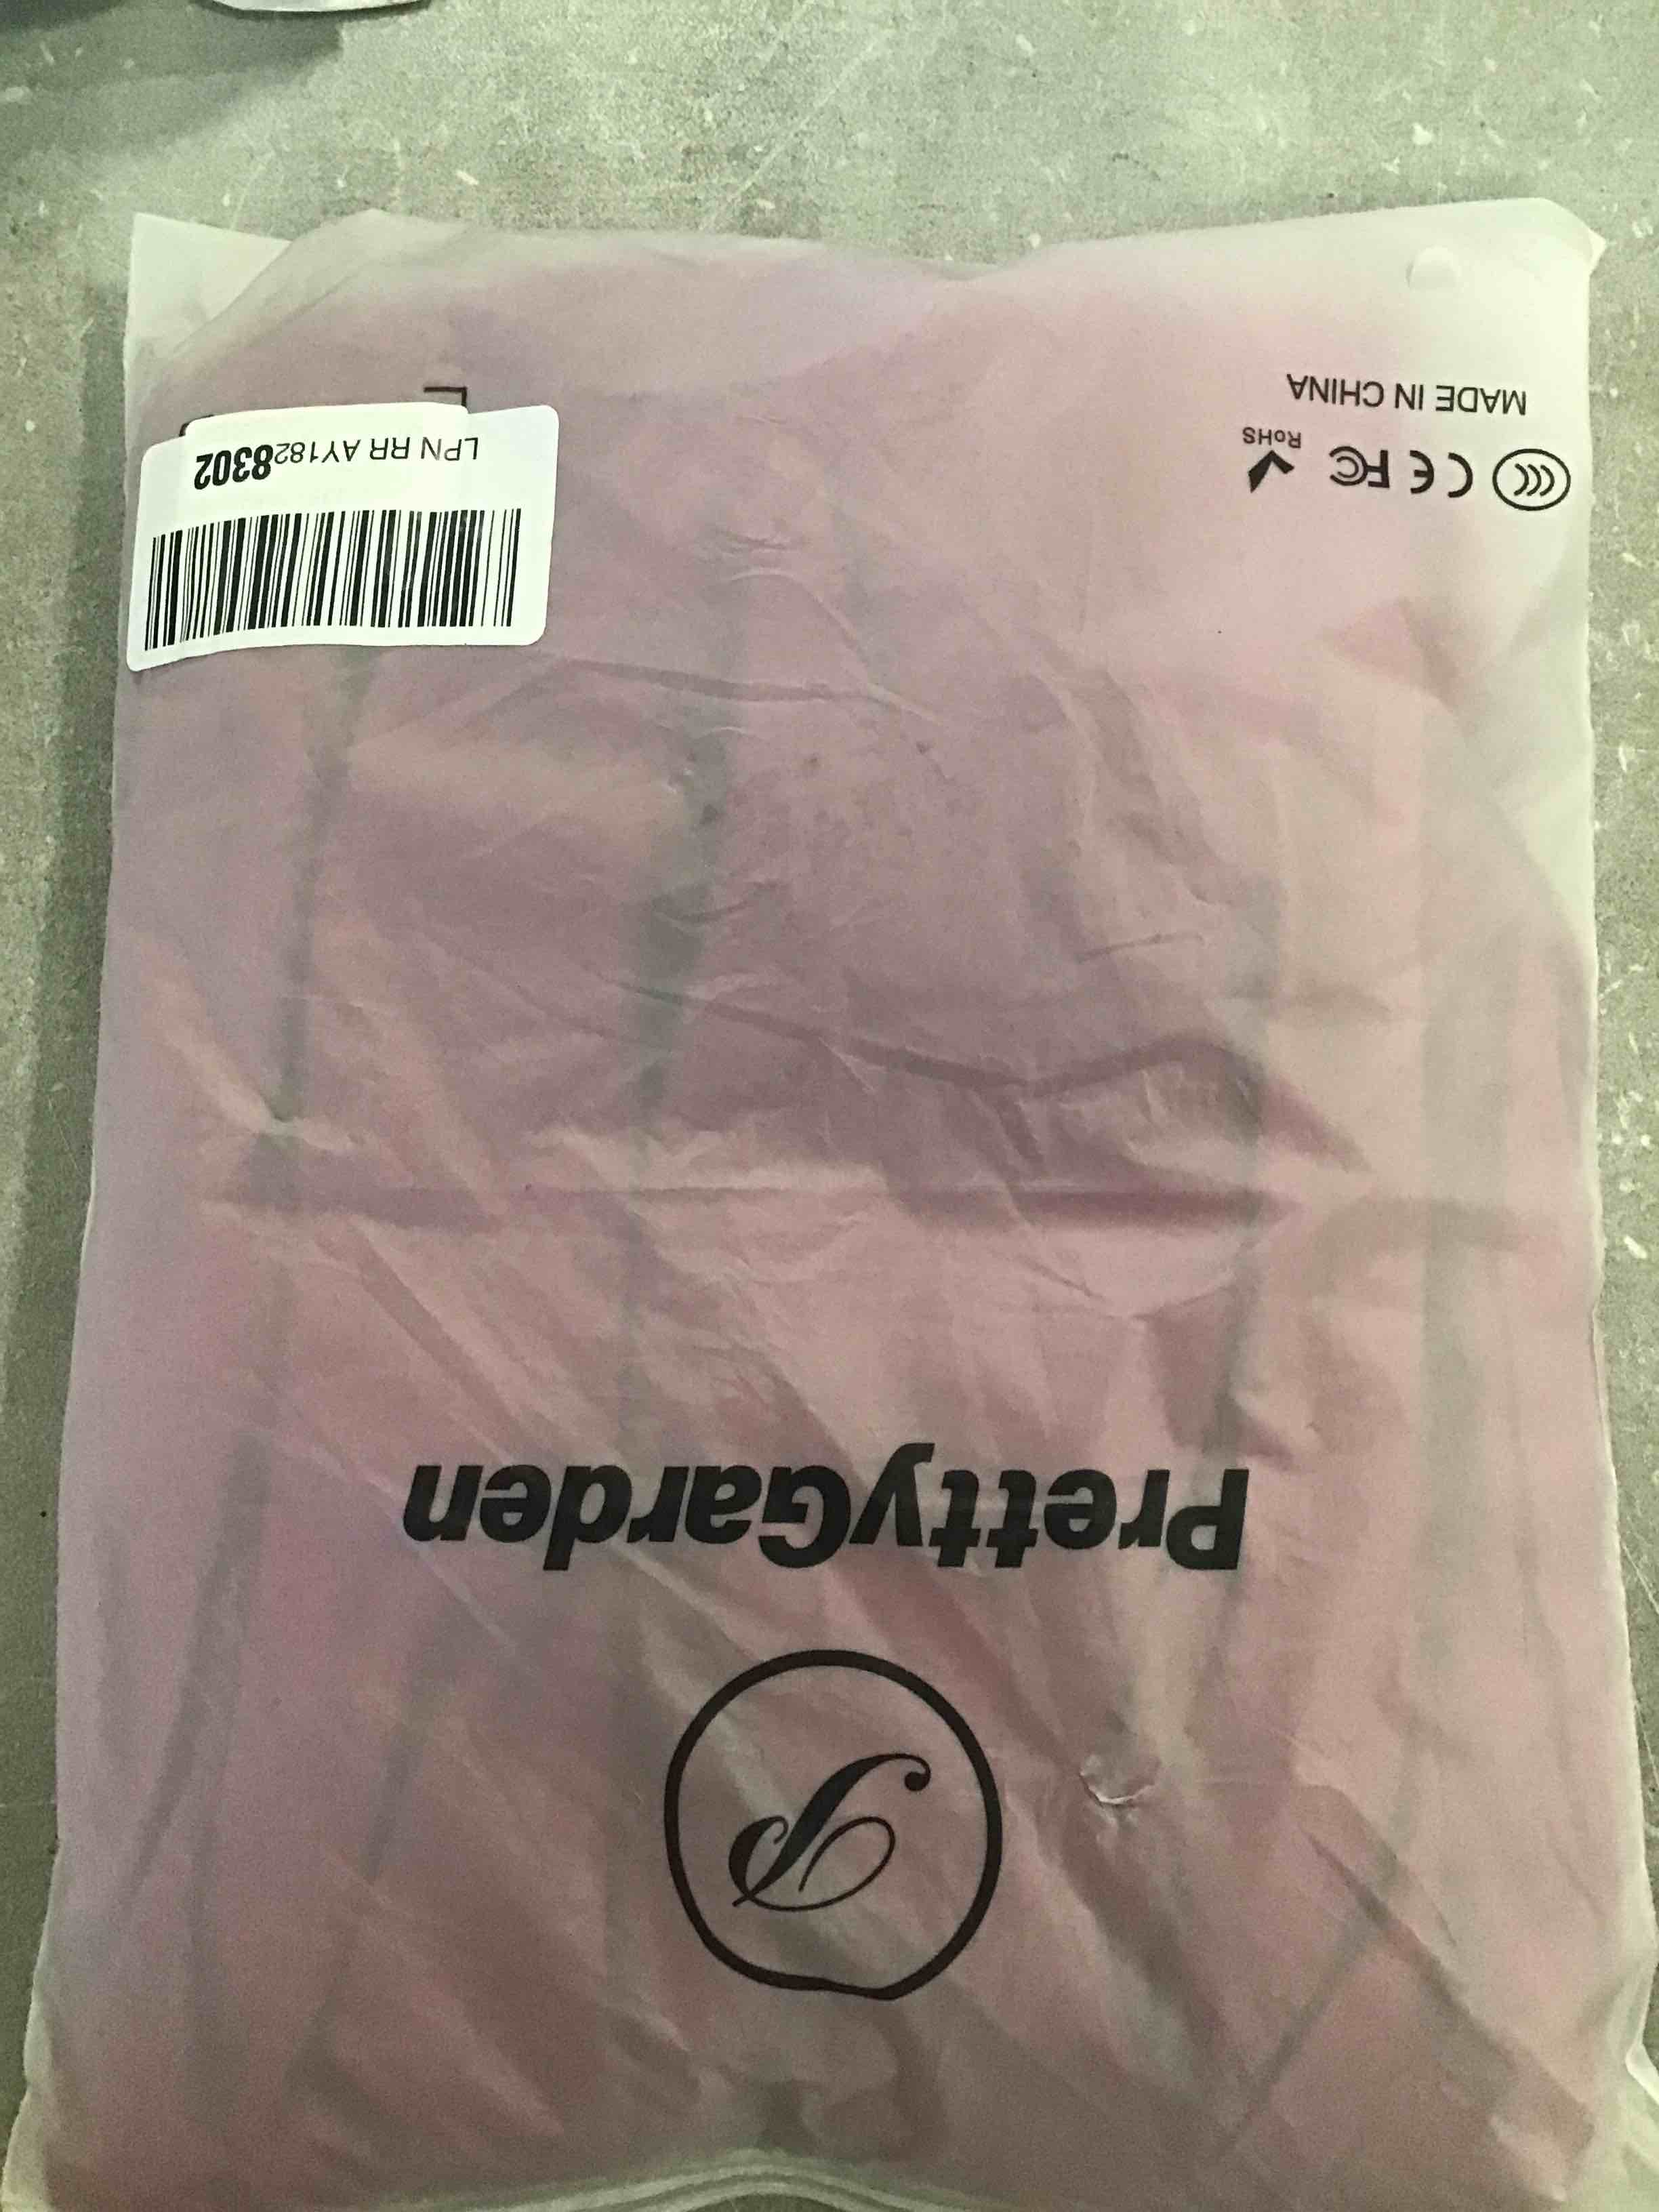 P
PrettyGarden
CE FC RoHS
MADE IN CHINA
LPN RR AY1828302